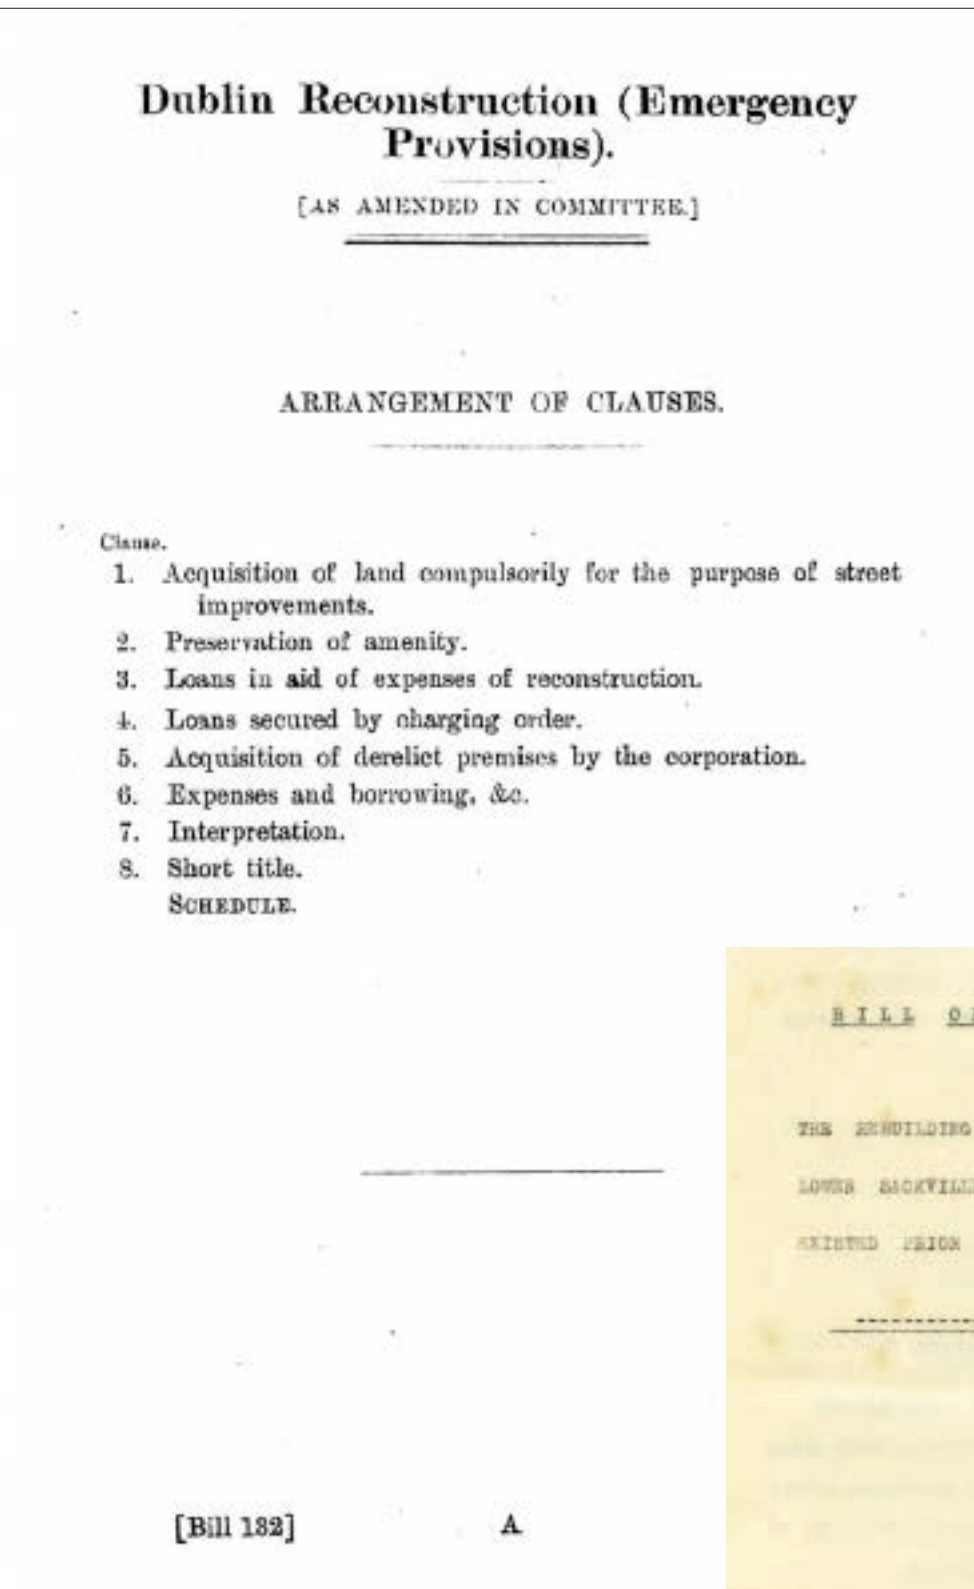 Dublin Reconstruction (Emergency
Provisions).
[AS AMENDED IN COMMITTEE.]
ARRANGEMENT OF CLAUSES.
Clause.
1. Acquisition of land compulsorily for the purpose of street
improvements.
2. Preservation of amenity.
3. Loans in aid of expenses of reconstruction.
4. Loans secured by charging order.
5. Acquisition of derelict premises by the corporation.
6. Expenses and borrowing, &c.
7. Interpretation.
8. Short title.
SCHEDULE.
[Bill 132] A
BILL
THE REBUILDING
LOWER
EXISTED PRIOR